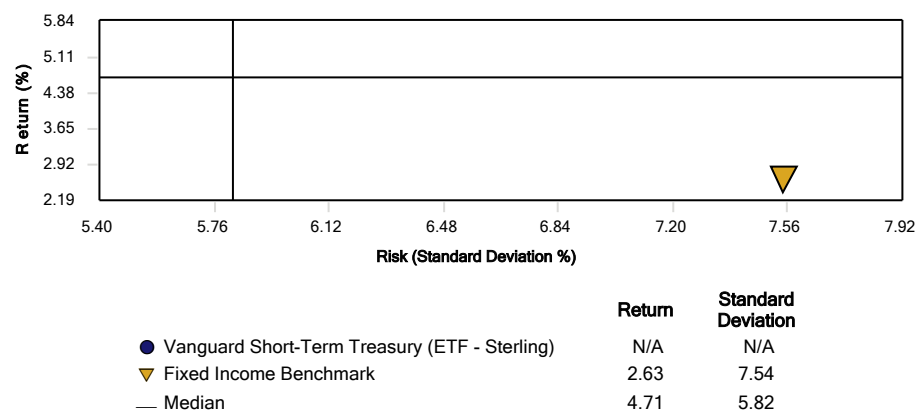 5.84
5.11
4.38
3.65
2.92
2.19
Return (%)
5.40 5.76 6.12 6.48 6.84 7.20 7.56 7.92
Risk (Standard Deviation %)
Return Standard Deviation
Vanguard Short-Term Treasury (ETF - Sterling) N/A N/A
Fixed Income Benchmark 2.63 7.54
Median 4.71 5.82